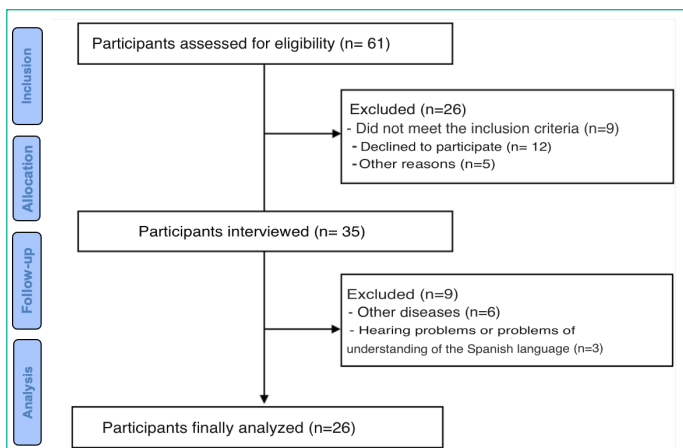 Participants assessed for eligibility (n= 61)
Inclusion
Excluded (n=26)
- Did not meet the inclusion criteria (n=9)
- Declined to participate (n= 12)
- Other reasons (n=5)
Allocation
Participants interviewed (n= 35)
Follow-up
Excluded (n=9)
- Other diseases (n=6)
- Hearing problems or problems of
understanding of the Spanish language (n=3)
Analysis
Participants finally analyzed (n=26)